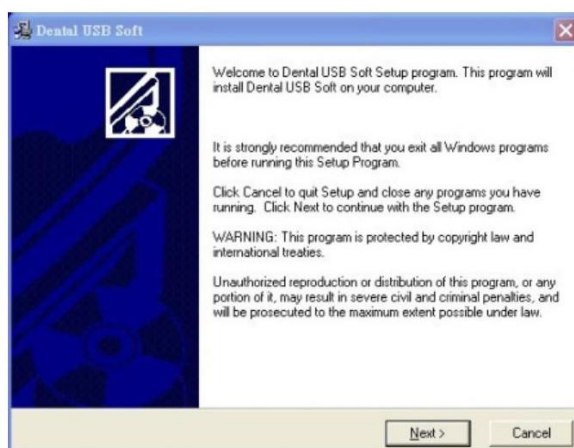 Dental USB Soft
Welcome to Dental USB Soft Setup program. This program will
install Dental USB Soft on your computer.
It is strongly recommended that you exit all Windows programs
before running this Setup Program.
Click Cancel to quit Setup and close any programs you have
running. Click Next to continue with the Setup program.
WARNING: This program is protected by copyright law and
international treaties.
Unauthorized reproduction or distribution of this program, or any
portion of it, may result in severe civil and criminal penalties, and
will be prosecuted to the maximum extent possible under law.
Next > Cancel